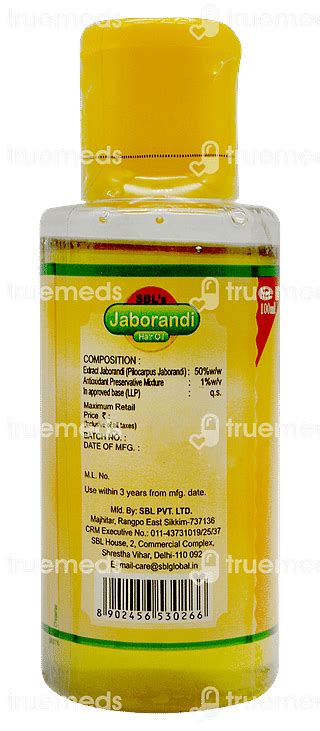 truemeds
SBL's
Jaborandi
Hair Oil
100ml
COMPOSITION :
Extract Jaborandi (Pilocarpus Jaborandi) : 50%w/w
Antioxidant Preservative Mixture : 1%w/v
In approved base (LLP) : q.s.
Maximum Retail
Price ₹ :
(Inclusive of all taxes)
BATCH NO. :
DATE OF MFG. :
M.L. No.
Use within 3 years from mfg. date.
Mfd. By: SBL PVT. LTD.
Majhitar, Rangpo East Sikkim-737136
CRM Executive No.: 011-43731019/25/37
SBL House, 2, Commercial Complex,
Shrestha Vihar, Delhi-110 092
E-mail-care@sblglobal.in
8 902456 530266